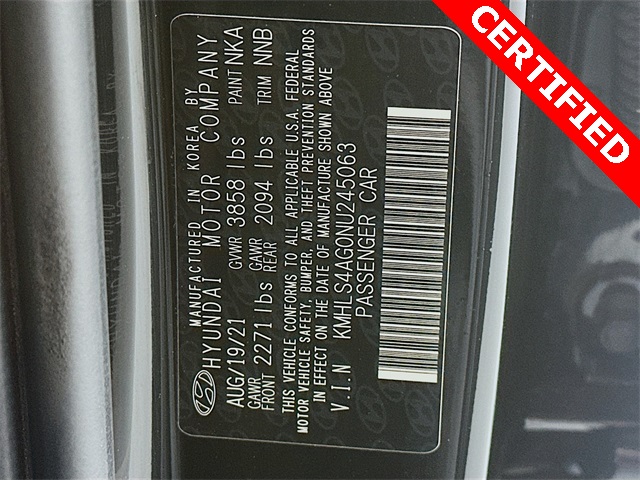 MANUFACTURED IN KOREA BY
HYUNDAI MOTOR COMPANY
AUG/19/21 GVWR 3858 lbs PAINT NKA
GAWR FRONT 2271 lbs GAWR REAR 2094 lbs TRIM NNB
THIS VEHICLE CONFORMS TO ALL APPLICABLE U.S.A. FEDERAL
MOTOR VEHICLE SAFETY, BUMPER, AND THEFT PREVENTION STANDARDS
IN EFFECT ON THE DATE OF MANUFACTURE SHOWN ABOVE
V.I.N KMHLS4AG0NU245063
PASSENGER CAR
CERTIFIED